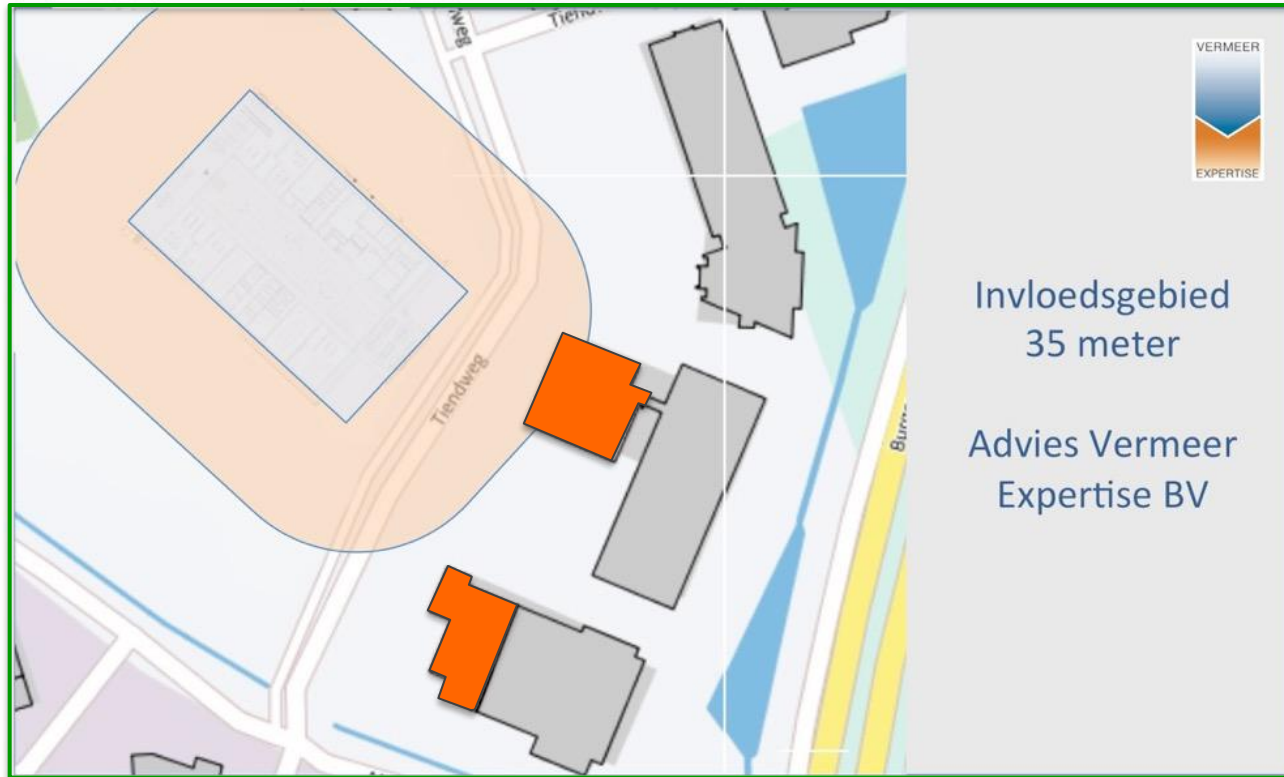 Tiendweg
VERMEER
EXPERTISE
Invloedsgebied
35 meter
Advies Vermeer
Expertise BV